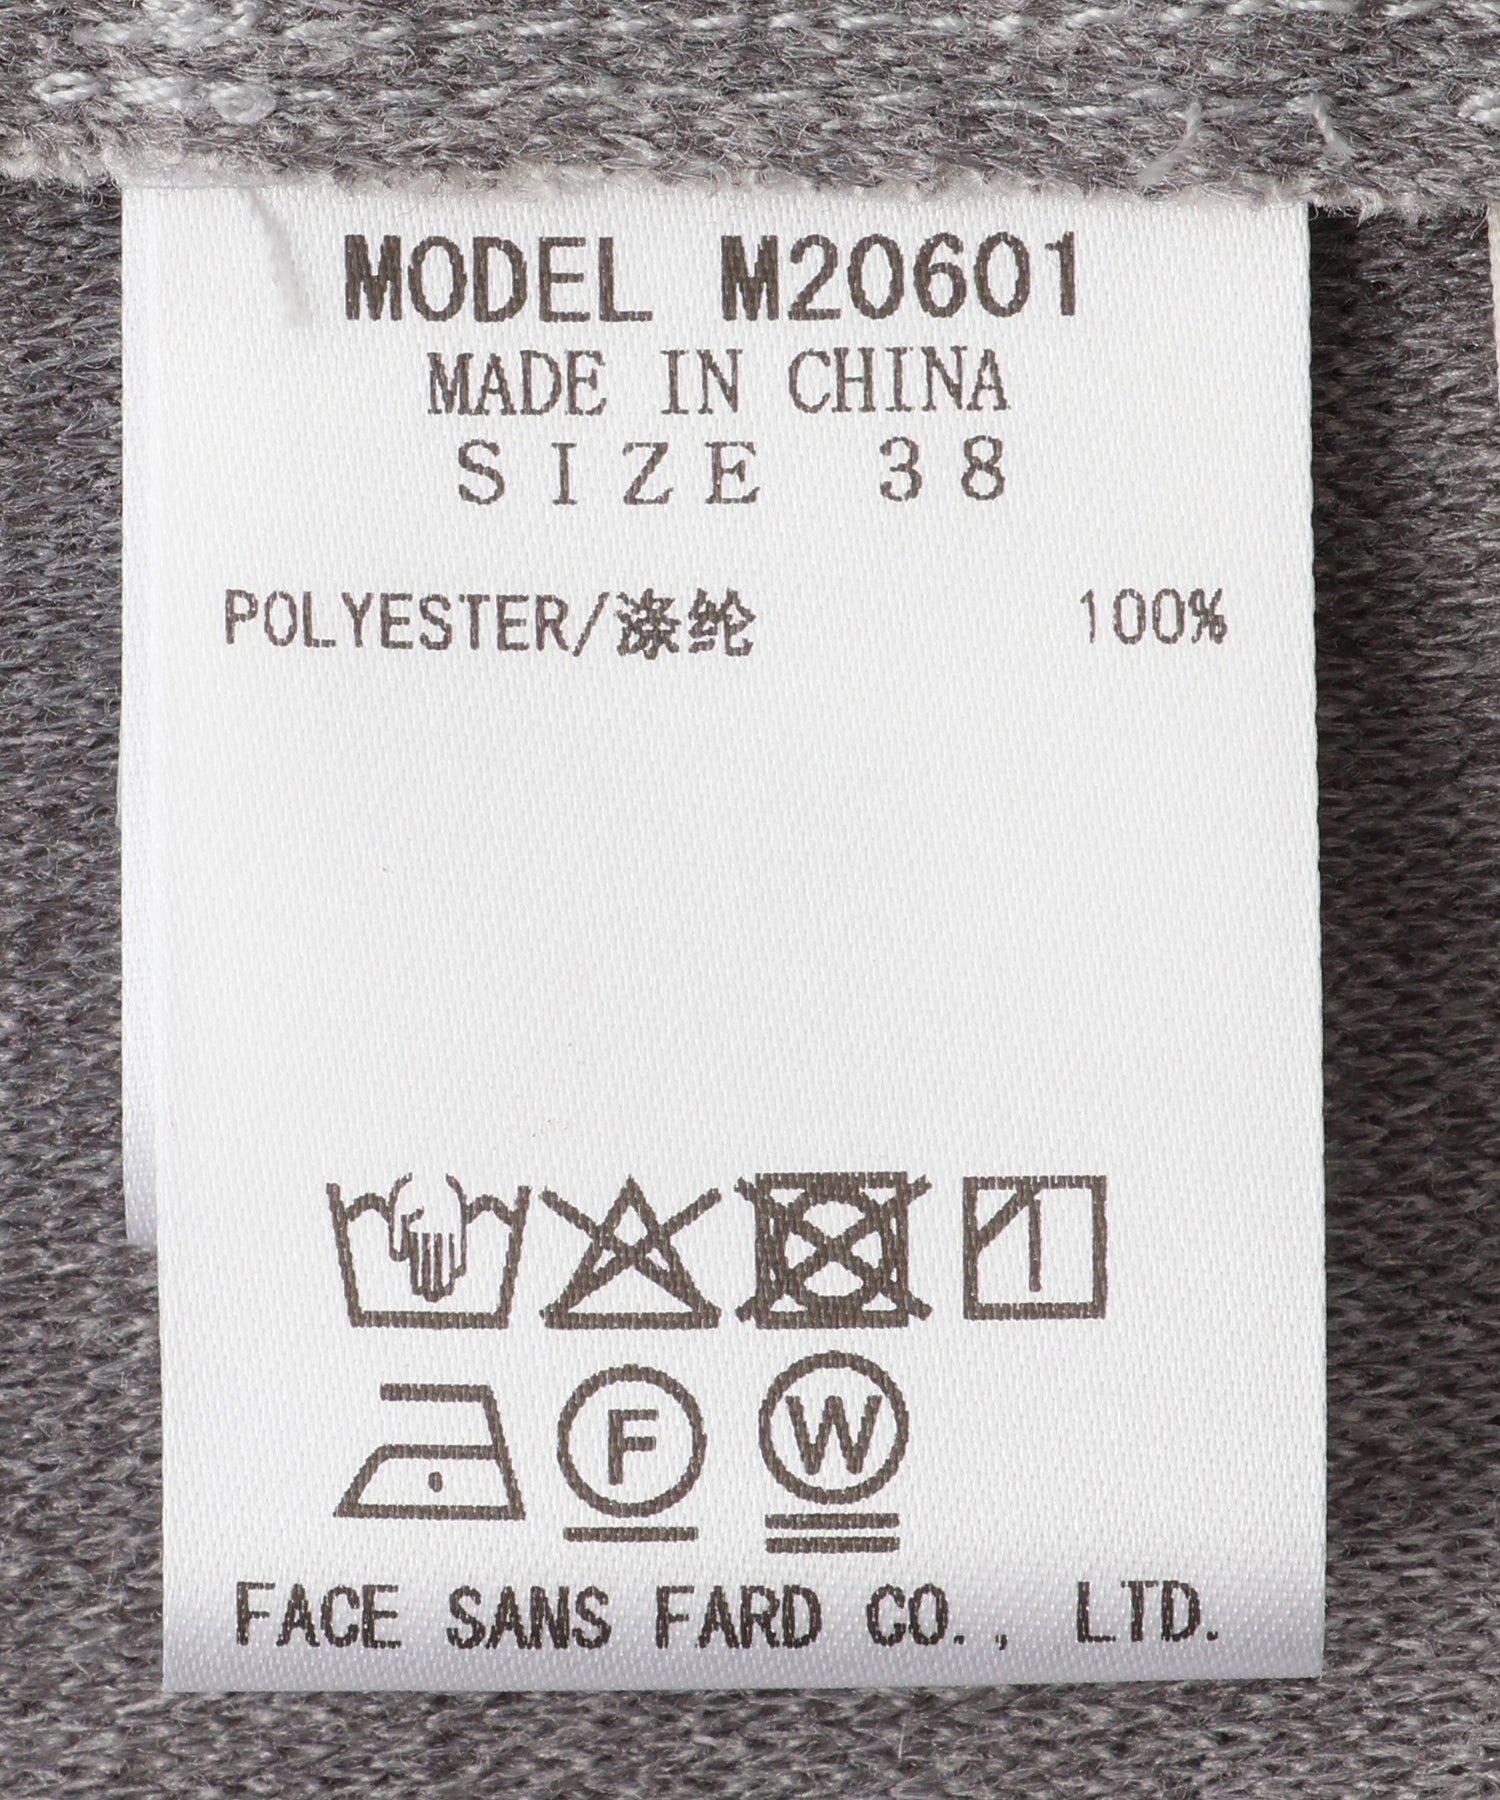 MODEL M20601
MADE IN CHINA
SIZE 38
POLYESTER/涤纶 100%
F W
FACE SANS FARD CO., LTD.